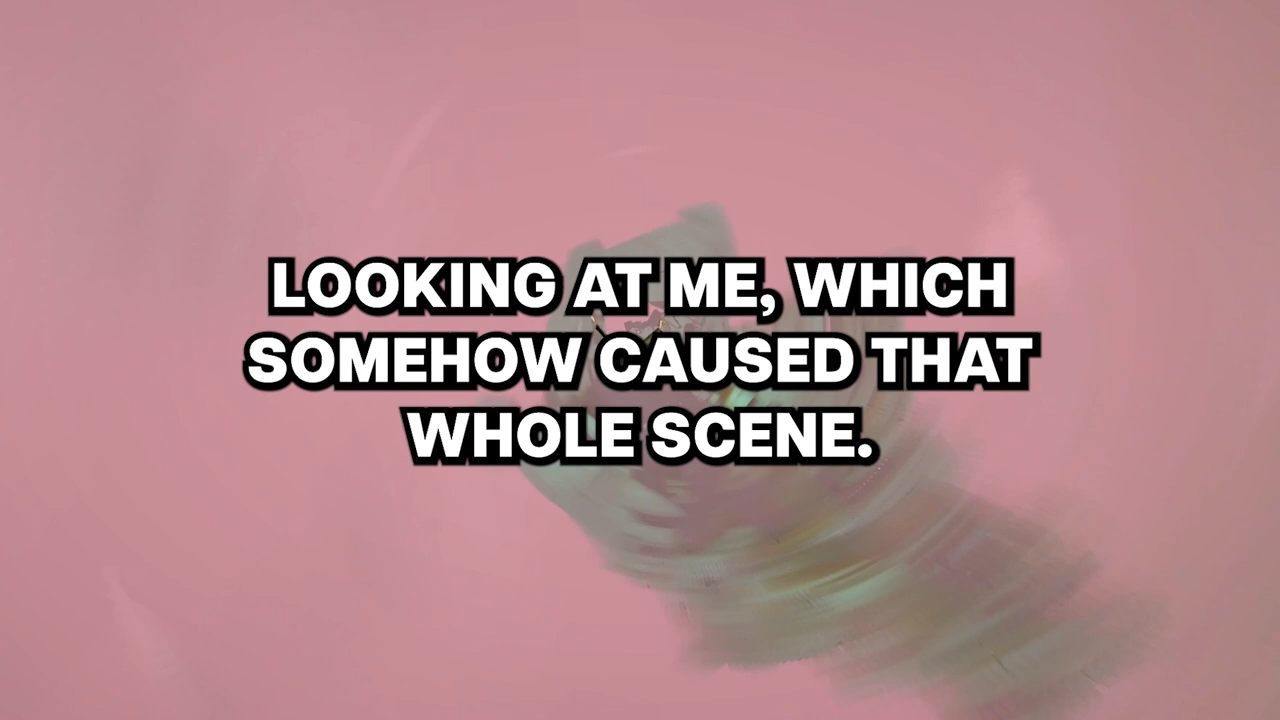 LOOKING AT ME, WHICH
SOMEHOW CAUSED THAT
WHOLE SCENE.